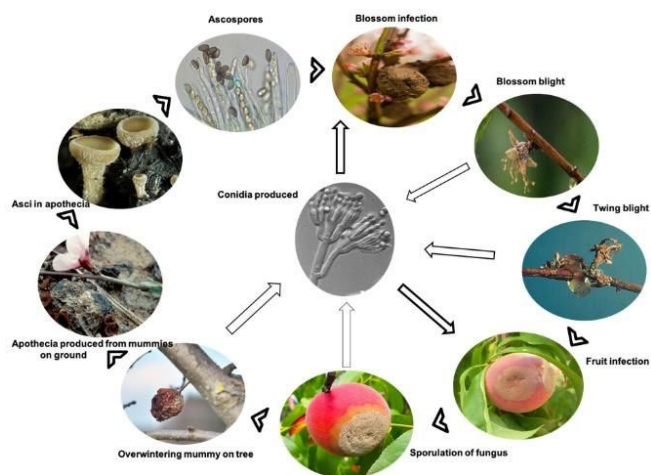 Ascospores
Blossom infection
Blossom blight
Conidia produced
Asci in apothecia
Twing blight
Apothecia produced from mummies
on ground
Fruit infection
Overwintering mummy on tree
Sporulation of fungus